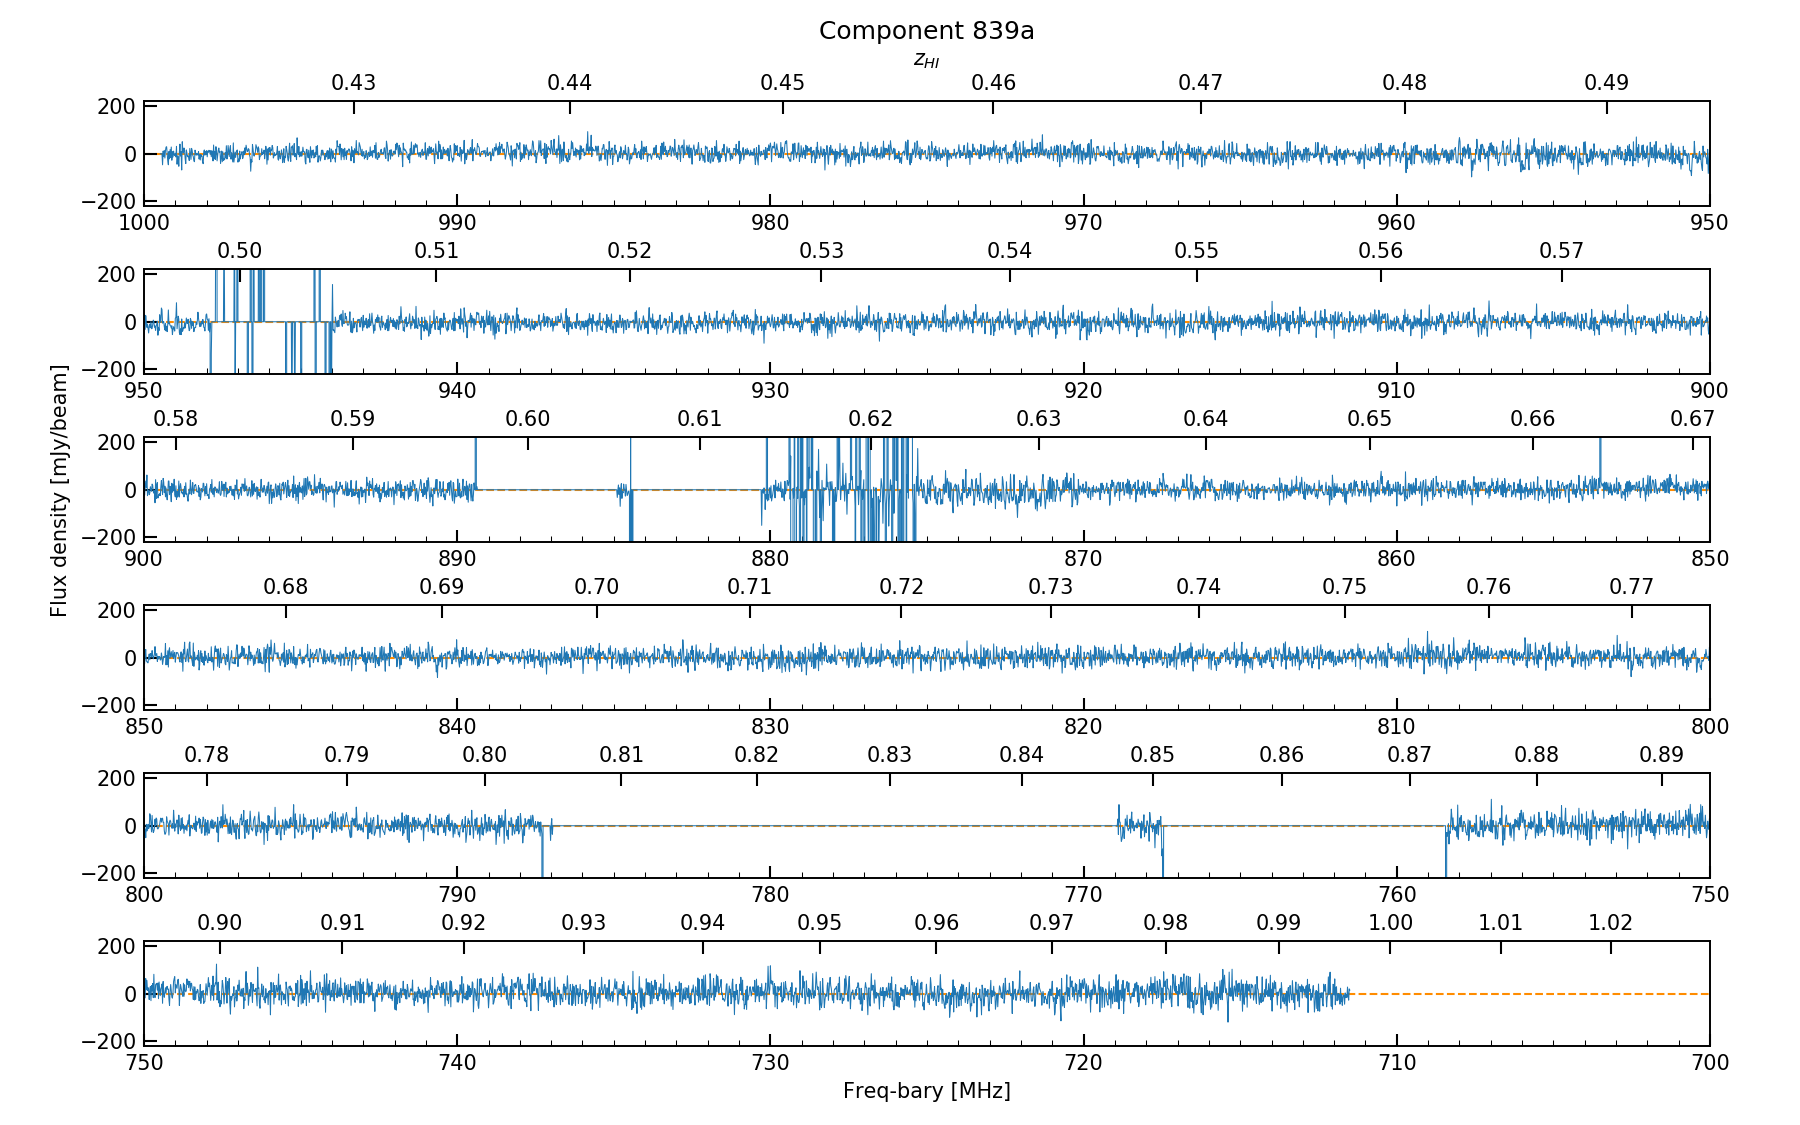 Component 839a
z_HI
0.43 0.44 0.45 0.46 0.47 0.48 0.49
200
0
−200
1000 990 980 970 960 950
0.50 0.51 0.52 0.53 0.54 0.55 0.56 0.57
200
0
−200
950 940 930 920 910 900
0.58 0.59 0.60 0.61 0.62 0.63 0.64 0.65 0.66 0.67
200
0
−200
900 890 880 870 860 850
Flux density [mJy/beam]
0.68 0.69 0.70 0.71 0.72 0.73 0.74 0.75 0.76 0.77
200
0
−200
850 840 830 820 810 800
0.78 0.79 0.80 0.81 0.82 0.83 0.84 0.85 0.86 0.87 0.88 0.89
200
0
−200
800 790 780 770 760 750
0.90 0.91 0.92 0.93 0.94 0.95 0.96 0.97 0.98 0.99 1.00 1.01 1.02
200
0
−200
750 740 730 720 710 700
Freq-bary [MHz]